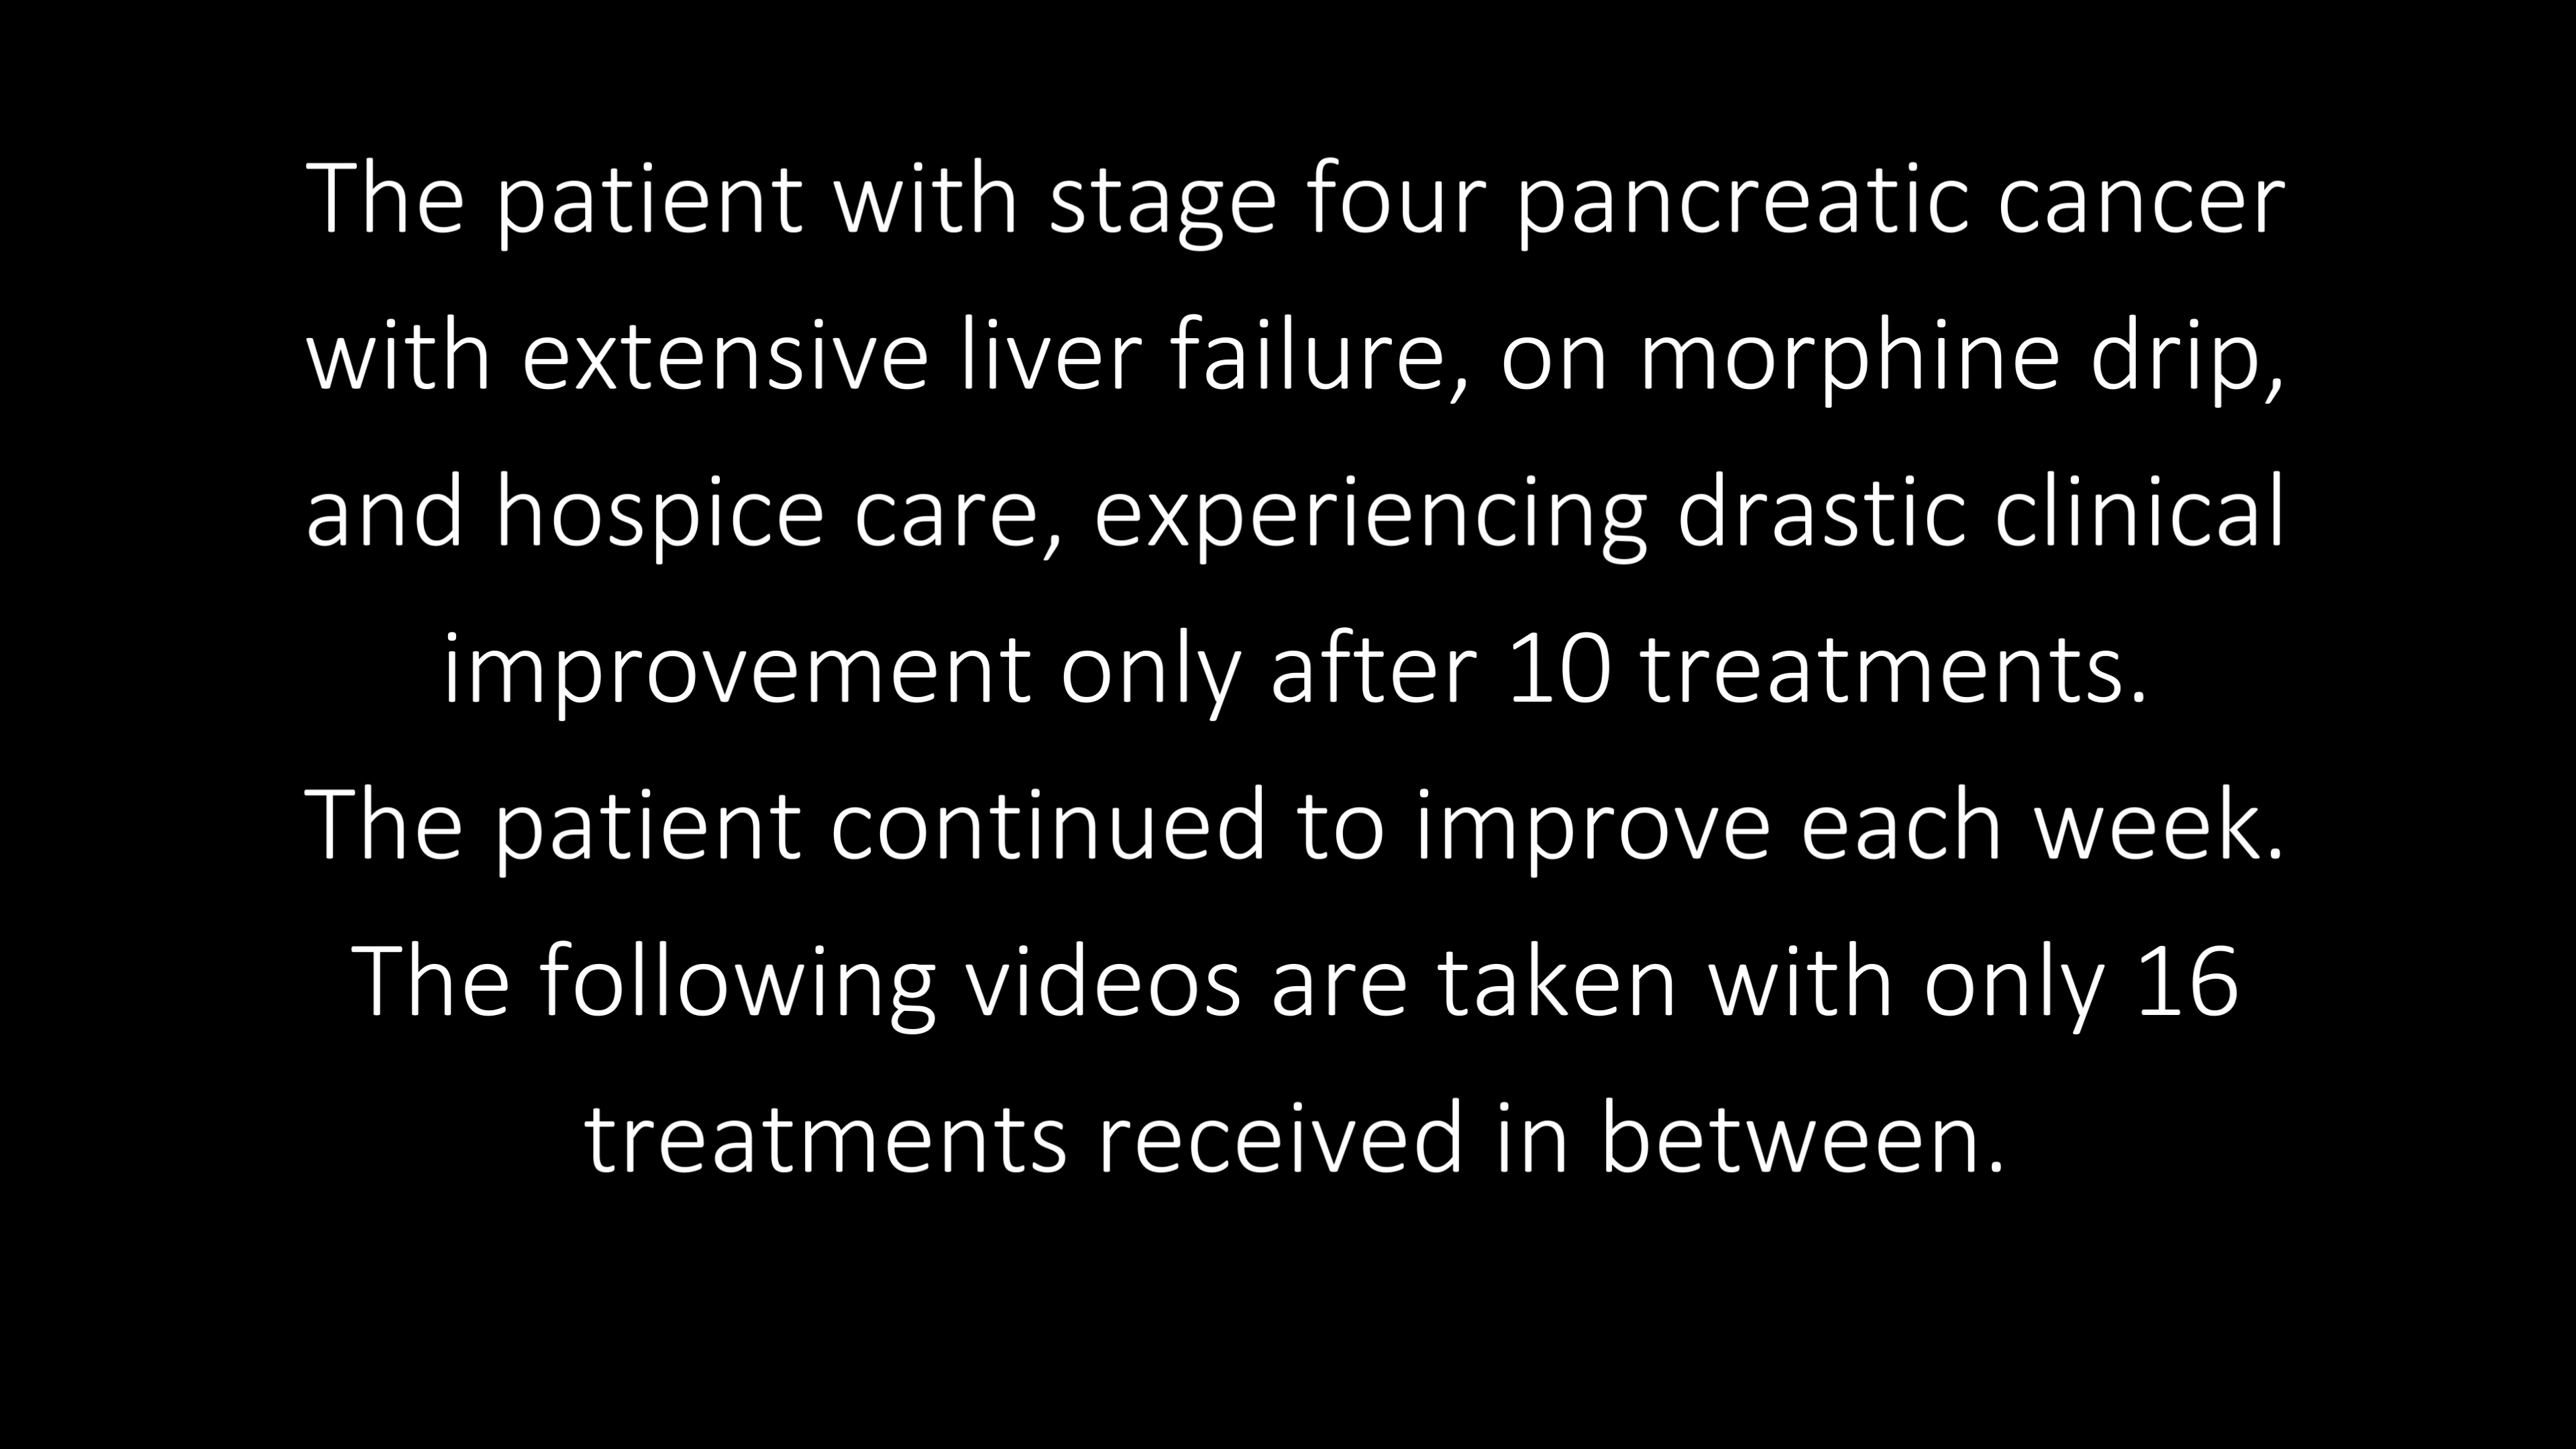 The patient with stage four pancreatic cancer
with extensive liver failure, on morphine drip,
and hospice care, experiencing drastic clinical
improvement only after 10 treatments.
The patient continued to improve each week.
The following videos are taken with only 16
treatments received in between.